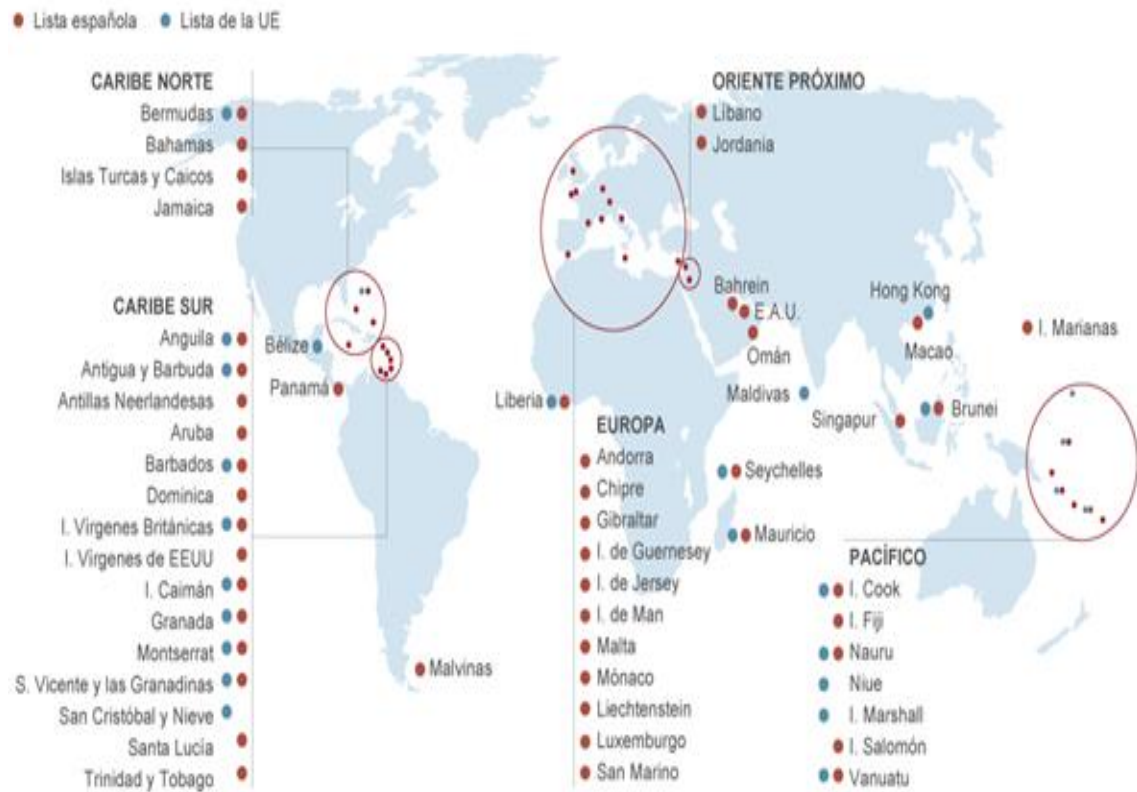 Lista española
Lista de la UE
CARIBE NORTE
Bermudas
Bahamas
Islas Turcas y Caicos
Jamaica
CARIBE SUR
Anguila
Antigua y Barbuda
Antillas Neerlandesas
Aruba
Barbados
Dominica
I. Vírgenes Británicas
I. Vírgenes de EEUU
I. Caimán
Granada
Montserrat
S. Vicente y las Granadinas
San Cristóbal y Nieve
Santa Lucía
Trinidad y Tobago
Bélize
Panamá
Malvinas
Liberia
EUROPA
Andorra
Chipre
Gibraltar
I. de Guernesey
I. de Jersey
I. de Man
Malta
Mónaco
Liechtenstein
Luxemburgo
San Marino
ORIENTE PRÓXIMO
Líbano
Jordania
Bahrein
E.A.U.
Omán
Maldivas
Seychelles
Mauricio
Hong Kong
Macao
Singapur
Brunei
I. Marianas
PACÍFICO
I. Cook
I. Fiji
Nauru
Niue
I. Marshall
I. Salomón
Vanuatu